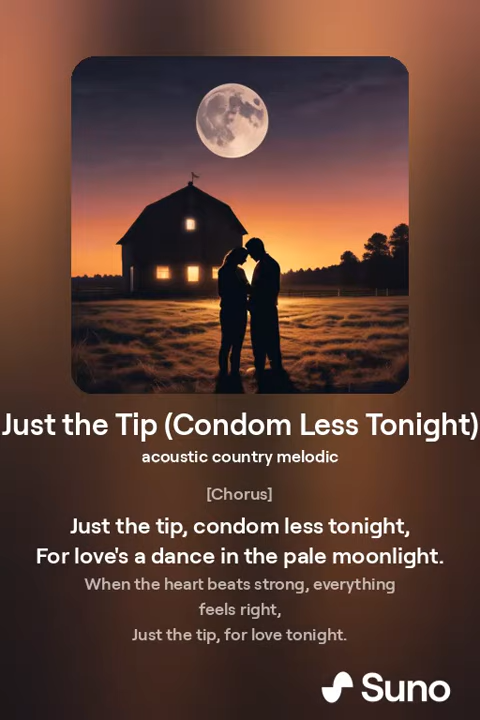 Just the Tip (Condom Less Tonight)
acoustic country melodic
[Chorus]
Just the tip, condom less tonight,
For love's a dance in the pale moonlight.
When the heart beats strong, everything
feels right,
Just the tip, for love tonight.
Suno